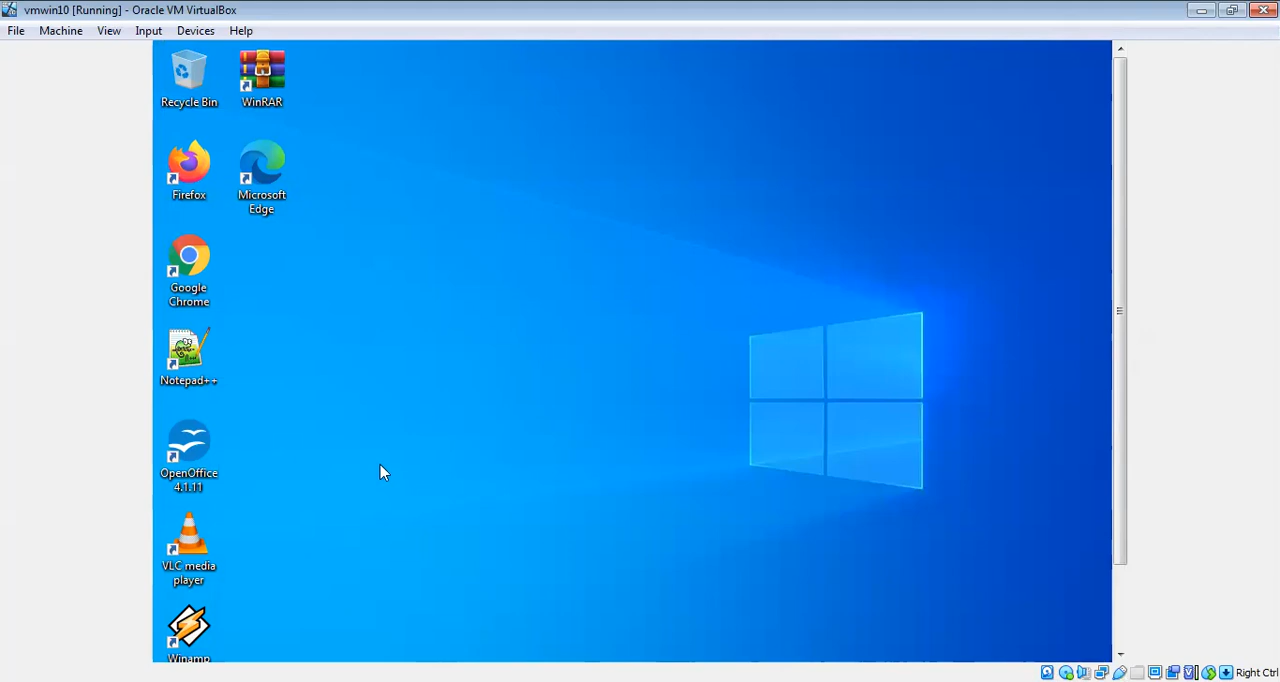 vmwin10 [Running] - Oracle VM VirtualBox
File Machine View Input Devices Help
Recycle Bin
WinRAR
Firefox
Microsoft
Edge
Google
Chrome
Notepad++
OpenOffice
4.1.11
VLC media
player
Winamp
Right Ctrl